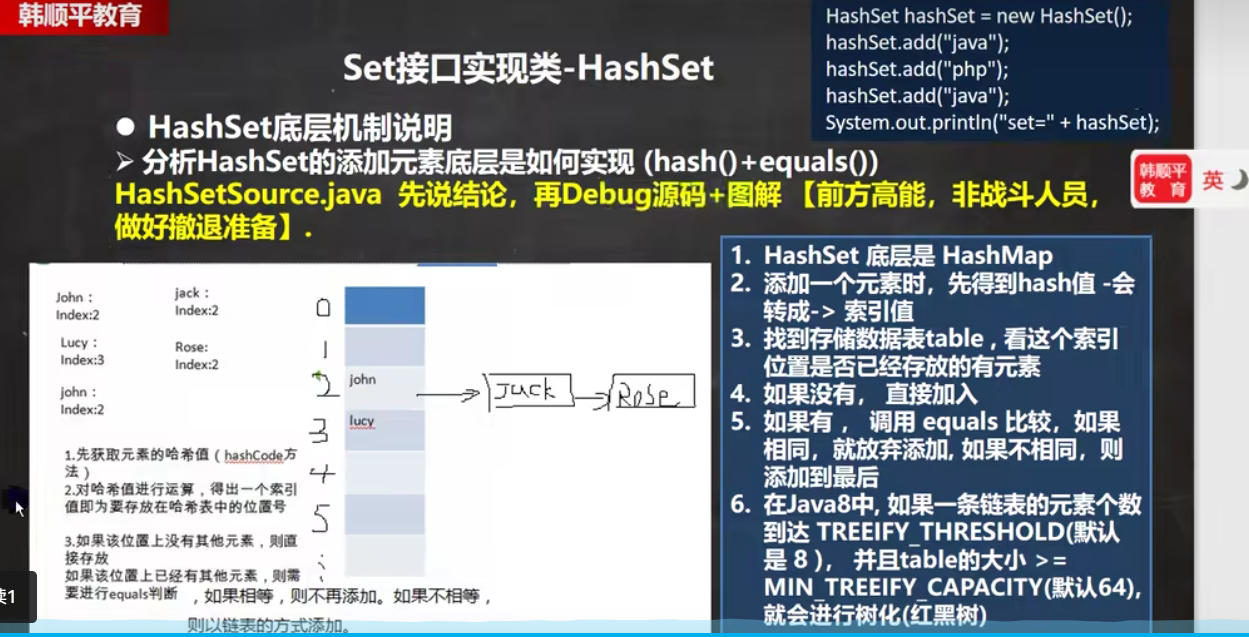 韩顺平教育
HashSet hashSet = new HashSet();
hashSet.add("java");
hashSet.add("php");
hashSet.add("java");
System.out.println("set=" + hashSet);
Set接口实现类-HashSet
● HashSet底层机制说明
➢ 分析HashSet的添加元素底层是如何实现 (hash()+equals())
HashSetSource.java 先说结论，再Debug源码+图解 【前方高能，非战斗人员，
做好撤退准备】.
韩顺平
教 育
英
John：
Index:2
jack：
Index:2
Lucy：
Index:3
Rose:
Index:2
john：
Index:2
0
1
2
3
4
5
john
lucy
Jack
Rose
1.先获取元素的哈希值（hashCode方
法）
2.对哈希值进行运算，得出一个索引
值即为要存放在哈希表中的位置号
3.如果该位置上没有其他元素，则直
接存放
如果该位置上已经有其他元素，则需
要进行equals判断 ，如果相等，则不再添加。如果不相等，
则以链表的方式添加。
1. HashSet 底层是 HashMap
2. 添加一个元素时，先得到hash值 -会
转成-> 索引值
3. 找到存储数据表table，看这个索引
位置是否已经存放的有元素
4. 如果没有， 直接加入
5. 如果有 ， 调用 equals 比较，如果
相同，就放弃添加, 如果不相同，则
添加到最后
6. 在Java8中, 如果一条链表的元素个数
到达 TREEIFY_THRESHOLD(默认
是 8 )， 并且table的大小 >=
MIN_TREEIFY_CAPACITY(默认64),
就会进行树化(红黑树)